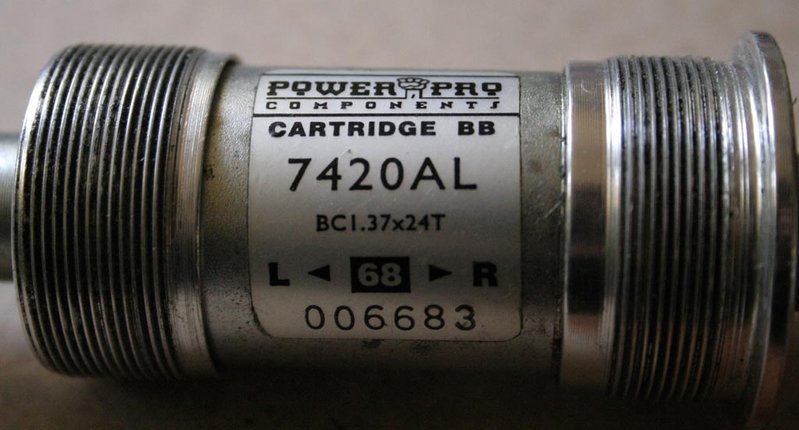 POWER PRO
COMPONENTS
CARTRIDGE BB
7420AL
BC1.37x24T
L ◄ 68 ► R
006683